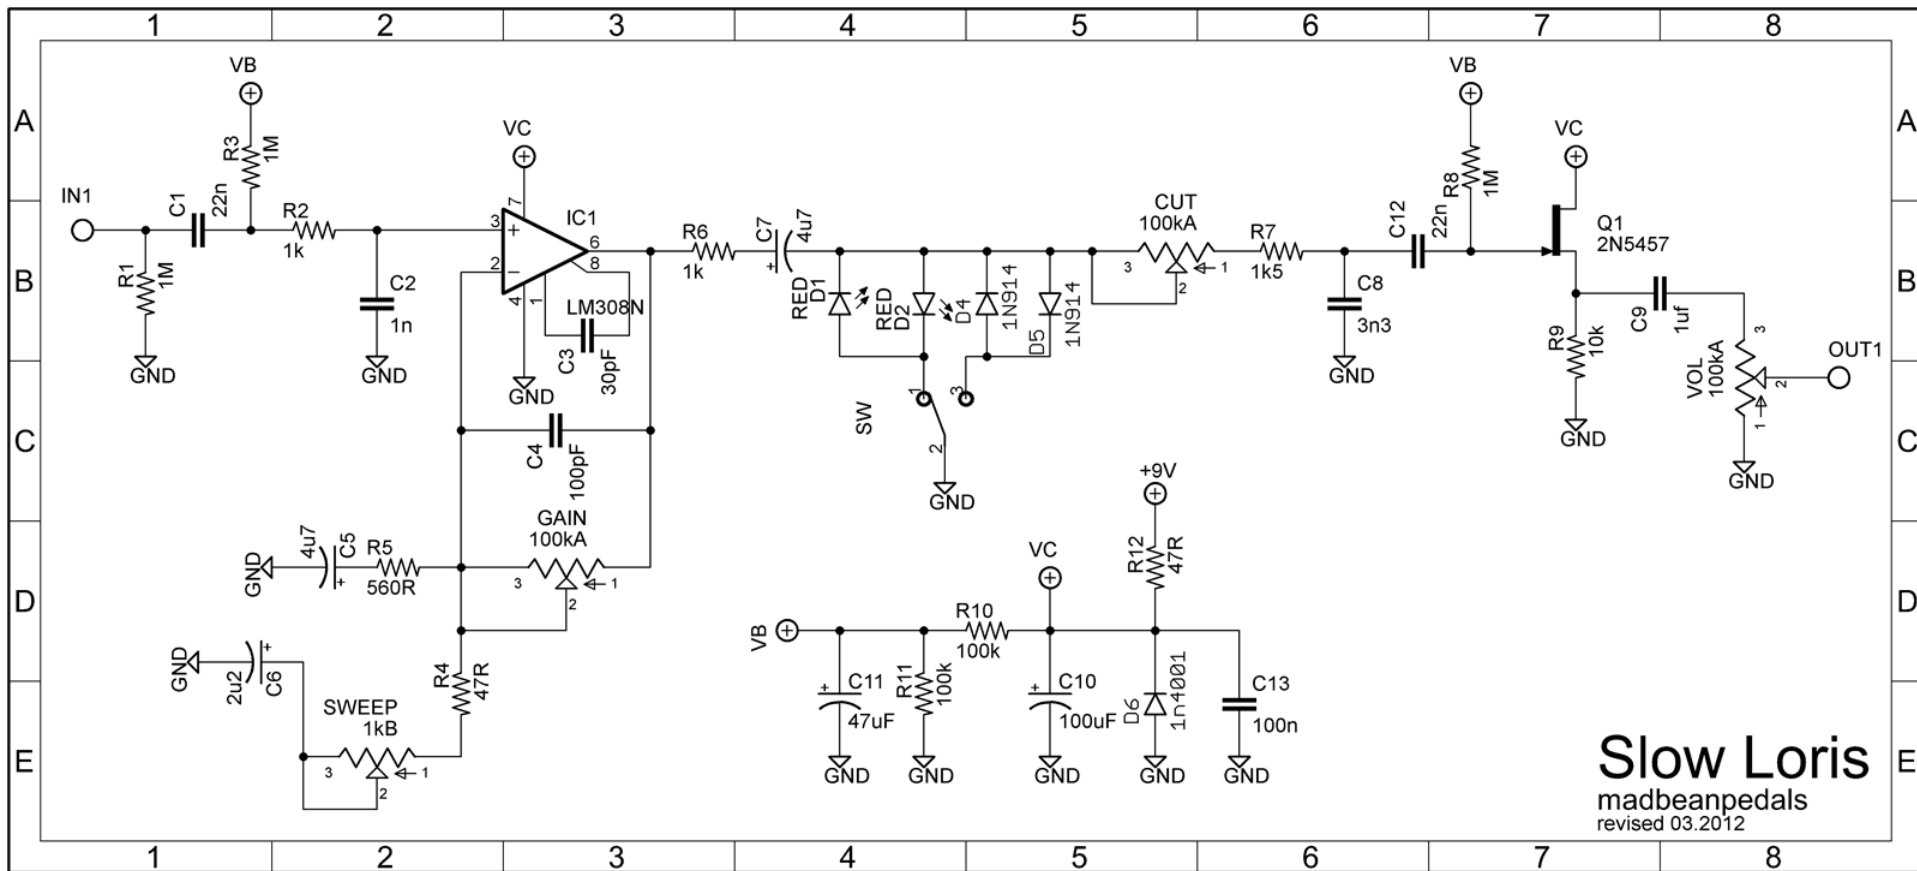 1 2 3 4 5 6 7 8
A
B
C
D
E
IN1
R1
1M
GND
C1
22n
VB
R3
1M
R2
1k
C2
1n
GND
VC
7
3
+
2
−
IC1
6
8
4
1
LM308N
C3
30pF
GND
C4
100pF
GAIN
100kA
3
2
1
GND
4u7
C5
+
R5
560R
GND
2u2
C6
+
SWEEP
1kB
3
2
1
R4
47R
R6
1k
C7
4u7
+
RED
D1
RED
D2
D4
1N914
D5
1N914
SW
1
3
2
GND
CUT
100kA
3
2
1
R7
1k5
C8
3n3
GND
C12
22n
VB
R8
1M
VC
Q1
2N5457
R9
10k
GND
C9
1uf
VOL
100kA
3
2
1
GND
OUT1
+9V
R12
47R
VC
VB
R10
100k
C11
47uF
+
GND
R11
100k
GND
C10
100uF
+
GND
D6
1n4001
GND
C13
100n
GND
Slow Loris
madbeanpedals
revised 03.2012
A
B
C
D
E
1 2 3 4 5 6 7 8